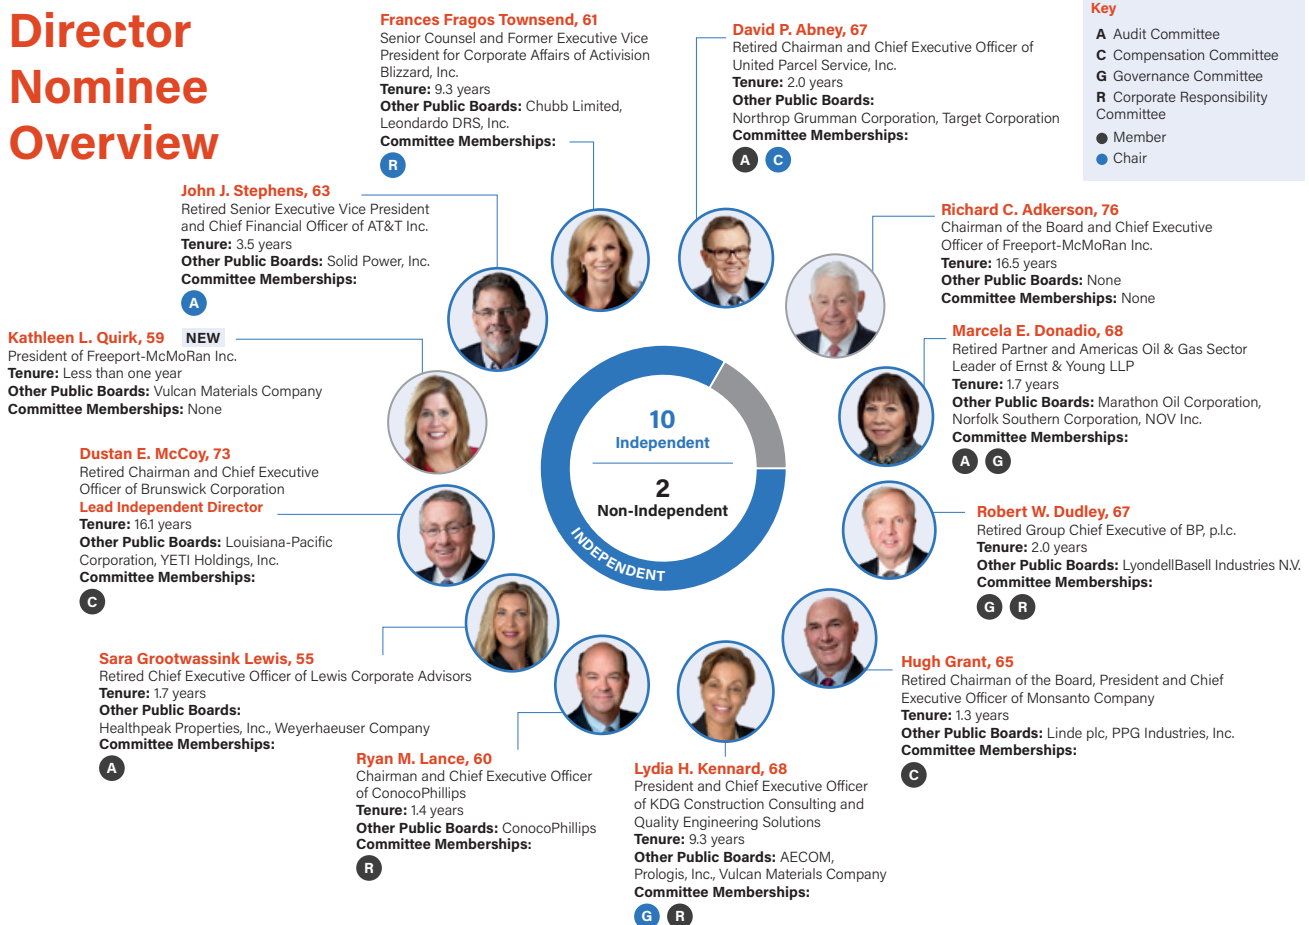 Director
Nominee
Overview
Frances Fragos Townsend, 61
Senior Counsel and Former Executive Vice
President for Corporate Affairs of Activision
Blizzard, Inc.
Tenure: 9.3 years
Other Public Boards: Chubb Limited,
Leondardo DRS, Inc.
Committee Memberships:
R
David P. Abney, 67
Retired Chairman and Chief Executive Officer of
United Parcel Service, Inc.
Tenure: 2.0 years
Other Public Boards:
Northrop Grumman Corporation, Target Corporation
Committee Memberships:
A C
Key
A Audit Committee
C Compensation Committee
G Governance Committee
R Corporate Responsibility
Committee
Member
Chair
John J. Stephens, 63
Retired Senior Executive Vice President
and Chief Financial Officer of AT&T Inc.
Tenure: 3.5 years
Other Public Boards: Solid Power, Inc.
Committee Memberships:
A
Richard C. Adkerson, 76
Chairman of the Board and Chief Executive
Officer of Freeport-McMoRan Inc.
Tenure: 16.5 years
Other Public Boards: None
Committee Memberships: None
Kathleen L. Quirk, 59 NEW
President of Freeport-McMoRan Inc.
Tenure: Less than one year
Other Public Boards: Vulcan Materials Company
Committee Memberships: None
Marcela E. Donadio, 68
Retired Partner and Americas Oil & Gas Sector
Leader of Ernst & Young LLP
Tenure: 1.7 years
Other Public Boards: Marathon Oil Corporation,
Norfolk Southern Corporation, NOV Inc.
Committee Memberships:
A G
10
Independent
2
Non-Independent
INDEPENDENT
Dustan E. McCoy, 73
Retired Chairman and Chief Executive
Officer of Brunswick Corporation
Lead Independent Director
Tenure: 16.1 years
Other Public Boards: Louisiana-Pacific
Corporation, YETI Holdings, Inc.
Committee Memberships:
C
Robert W. Dudley, 67
Retired Group Chief Executive of BP, p.l.c.
Tenure: 2.0 years
Other Public Boards: LyondellBasell Industries N.V.
Committee Memberships:
G R
Sara Grootwassink Lewis, 55
Retired Chief Executive Officer of Lewis Corporate Advisors
Tenure: 1.7 years
Other Public Boards:
Healthpeak Properties, Inc., Weyerhaeuser Company
Committee Memberships:
A
Hugh Grant, 65
Retired Chairman of the Board, President and Chief
Executive Officer of Monsanto Company
Tenure: 1.3 years
Other Public Boards: Linde plc, PPG Industries, Inc.
Committee Memberships:
C
Ryan M. Lance, 60
Chairman and Chief Executive Officer
of ConocoPhillips
Tenure: 1.4 years
Other Public Boards: ConocoPhillips
Committee Memberships:
R
Lydia H. Kennard, 68
President and Chief Executive Officer
of KDG Construction Consulting and
Quality Engineering Solutions
Tenure: 9.3 years
Other Public Boards: AECOM,
Prologis, Inc., Vulcan Materials Company
Committee Memberships:
G R